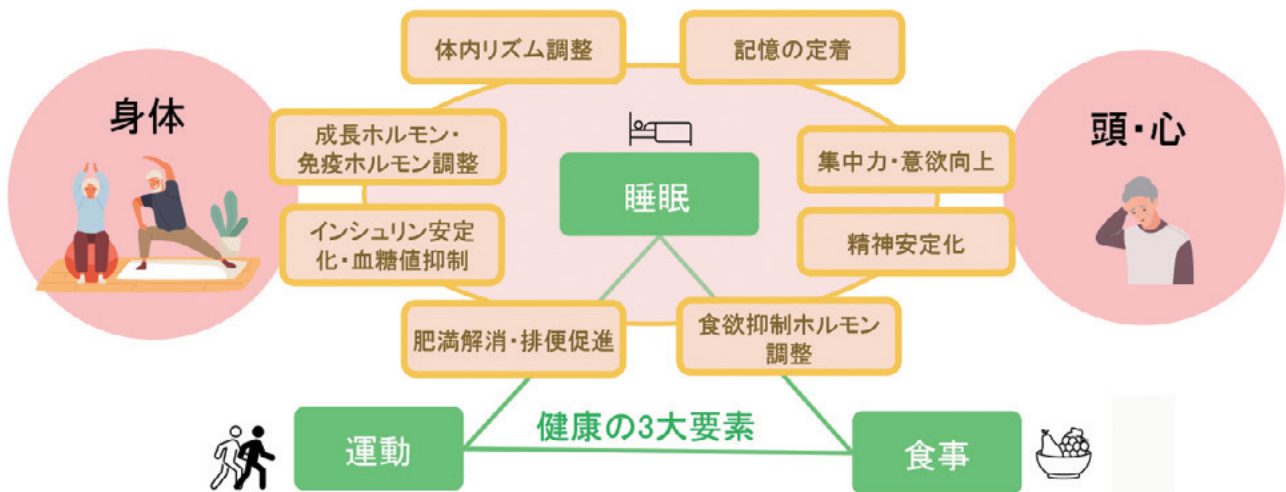 体内リズム調整
記憶の定着
身体
頭・心
成長ホルモン・
免疫ホルモン調整
集中力・意欲向上
睡眠
インシュリン安定
化・血糖値抑制
精神安定化
肥満解消・排便促進
食欲抑制ホルモン
調整
健康の3大要素
運動
食事